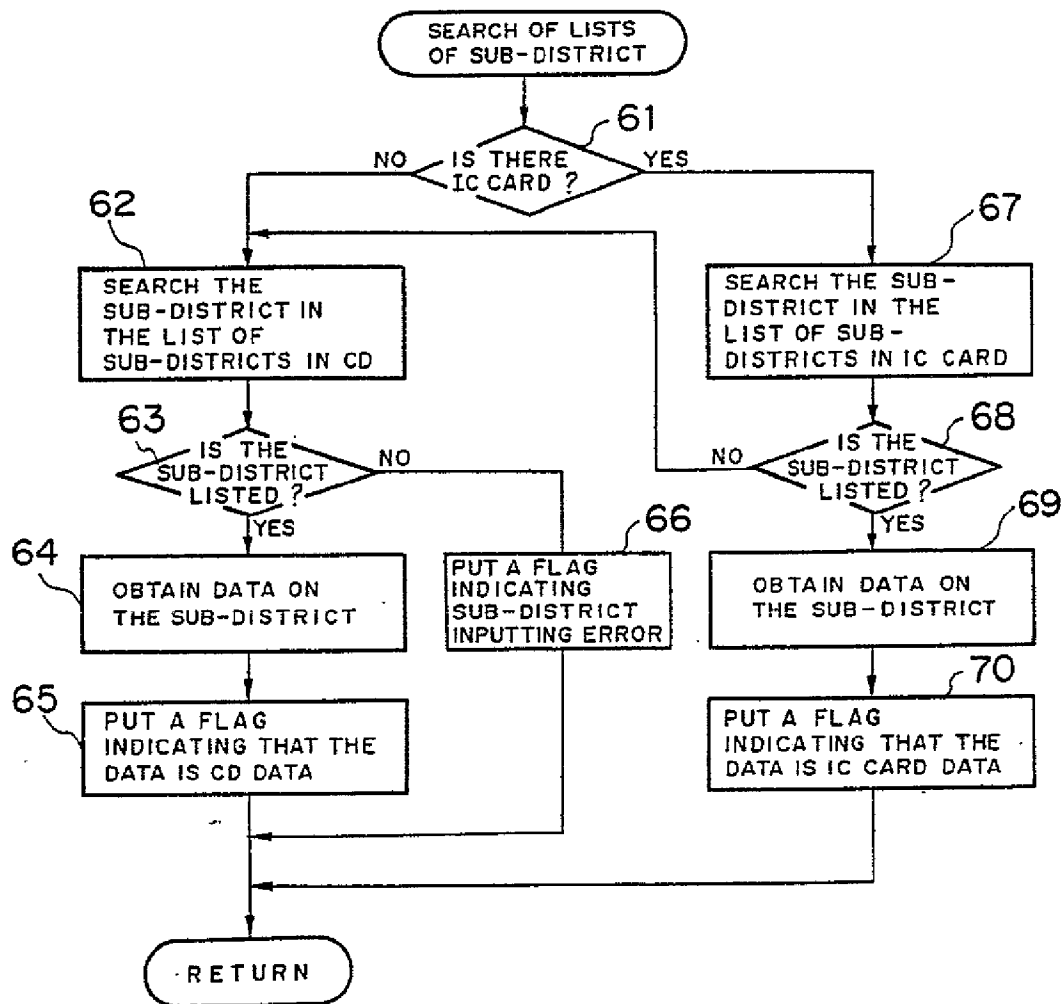 SEARCH OF LISTS
OF SUB-DISTRICT
61
NO
IS THERE
IC CARD ?
YES
62
67
SEARCH THE
SUB-DISTRICT IN
THE LIST OF
SUB-DISTRICTS IN CD
SEARCH THE SUB-
DISTRICT IN THE
LIST OF SUB-
DISTRICTS IN IC CARD
63
IS THE
SUB-DISTRICT
LISTED ?
NO
YES
68
NO
IS THE
SUB-DISTRICT
LISTED ?
YES
64
OBTAIN DATA ON
THE SUB-DISTRICT
66
PUT A FLAG
INDICATING
SUB-DISTRICT
INPUTTING ERROR
69
OBTAIN DATA ON
THE SUB-DISTRICT
65
PUT A FLAG
INDICATING THAT THE
DATA IS CD DATA
70
PUT A FLAG
INDICATING THAT THE
DATA IS IC CARD DATA
RETURN